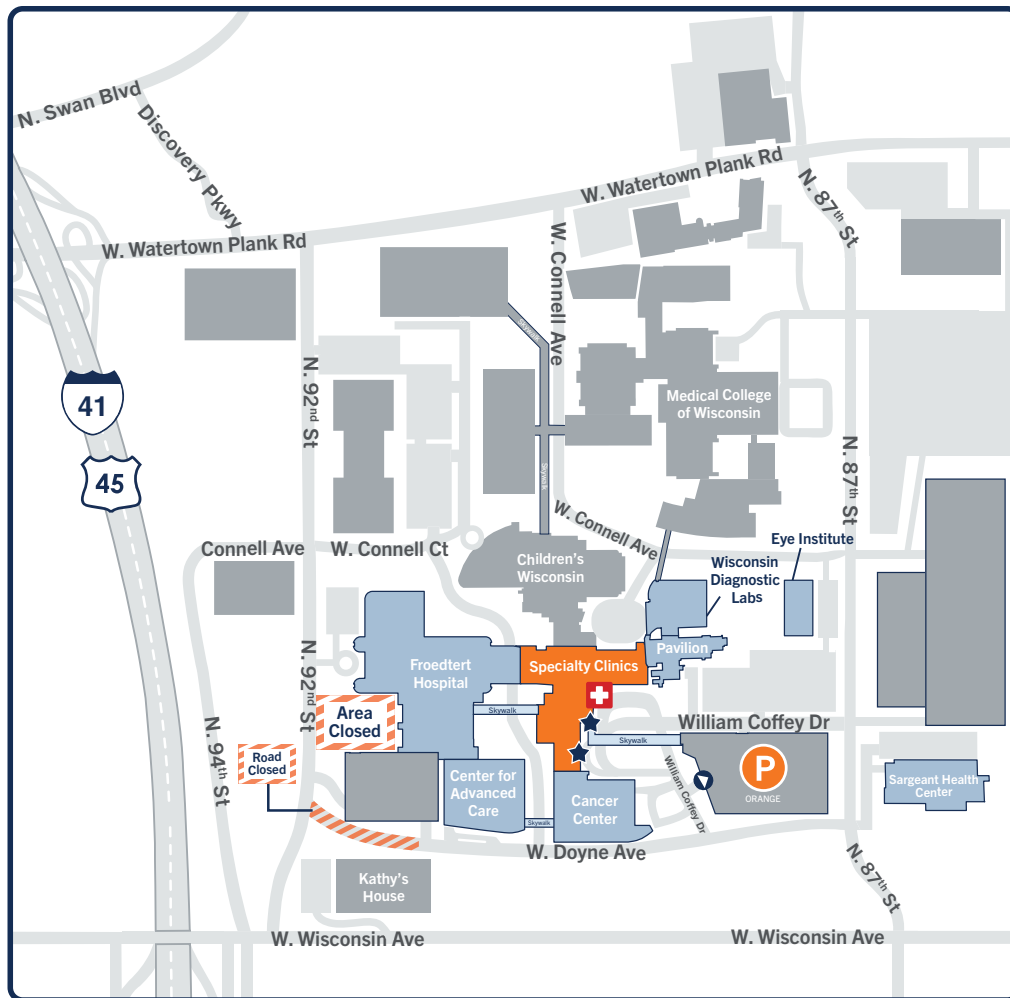 N. Swan Blvd
Discovery Pkwy
W. Watertown Plank Rd
N. 87th St
W. Watertown Plank Rd
W. Connell Ave
Skywalk
41
N. 92nd St
Medical College
of Wisconsin
45
Skywalk
N. 87th St
W. Connell Ave
Connell Ave
W. Connell Ct
Eye Institute
Children's
Wisconsin
Wisconsin
Diagnostic
Labs
Pavilion
Froedtert
Hospital
Specialty Clinics
N. 92nd St
Area
Closed
Skywalk
William Coffey Dr
Skywalk
N. 94th St
Road
Closed
William Coffey Dr
P
ORANGE
Center for
Advanced
Care
Sargeant Health
Center
Cancer
Center
Skywalk
W. Doyne Ave
N. 87th St
Kathy's
House
W. Wisconsin Ave
W. Wisconsin Ave